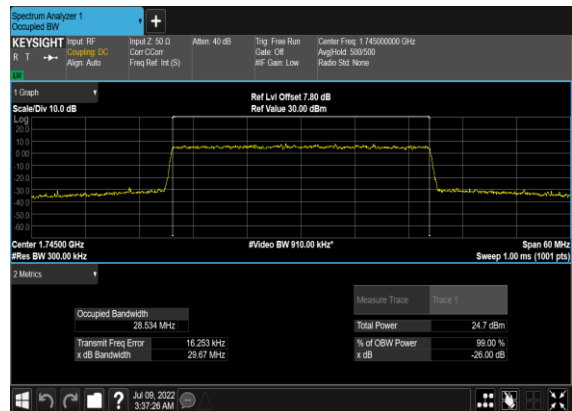 Spectrum Analyzer 1
Occupied BW
+
KEYSIGHT Input: RF Input Z: 50 Ω Atten: 40 dB Trig: Free Run Center Freq: 1.745000000 GHz
R T Coupling: DC Corr CCorr Gate: Off Avg|Hold: 500/500
Align: Auto Freq Ref: Int (S) #IF Gain: Low Radio Std: None
1 Graph
Ref Lvl Offset 7.80 dB
Scale/Div 10.0 dB Ref Value 30.00 dBm
Log
20.0
10.0
0.00
-10.0
-20.0
-30.0
-40.0
-50.0
-60.0
Center 1.74500 GHz #Video BW 910.00 kHz* Span 60 MHz
#Res BW 300.00 kHz Sweep 1.00 ms (1001 pts)
2 Metrics
Measure Trace Trace 1
Occupied Bandwidth
28.534 MHz Total Power 24.7 dBm
Transmit Freq Error 16.253 kHz % of OBW Power 99.00 %
x dB Bandwidth 29.67 MHz x dB -26.00 dB
? Jul 09, 2022
3:37:26 AM